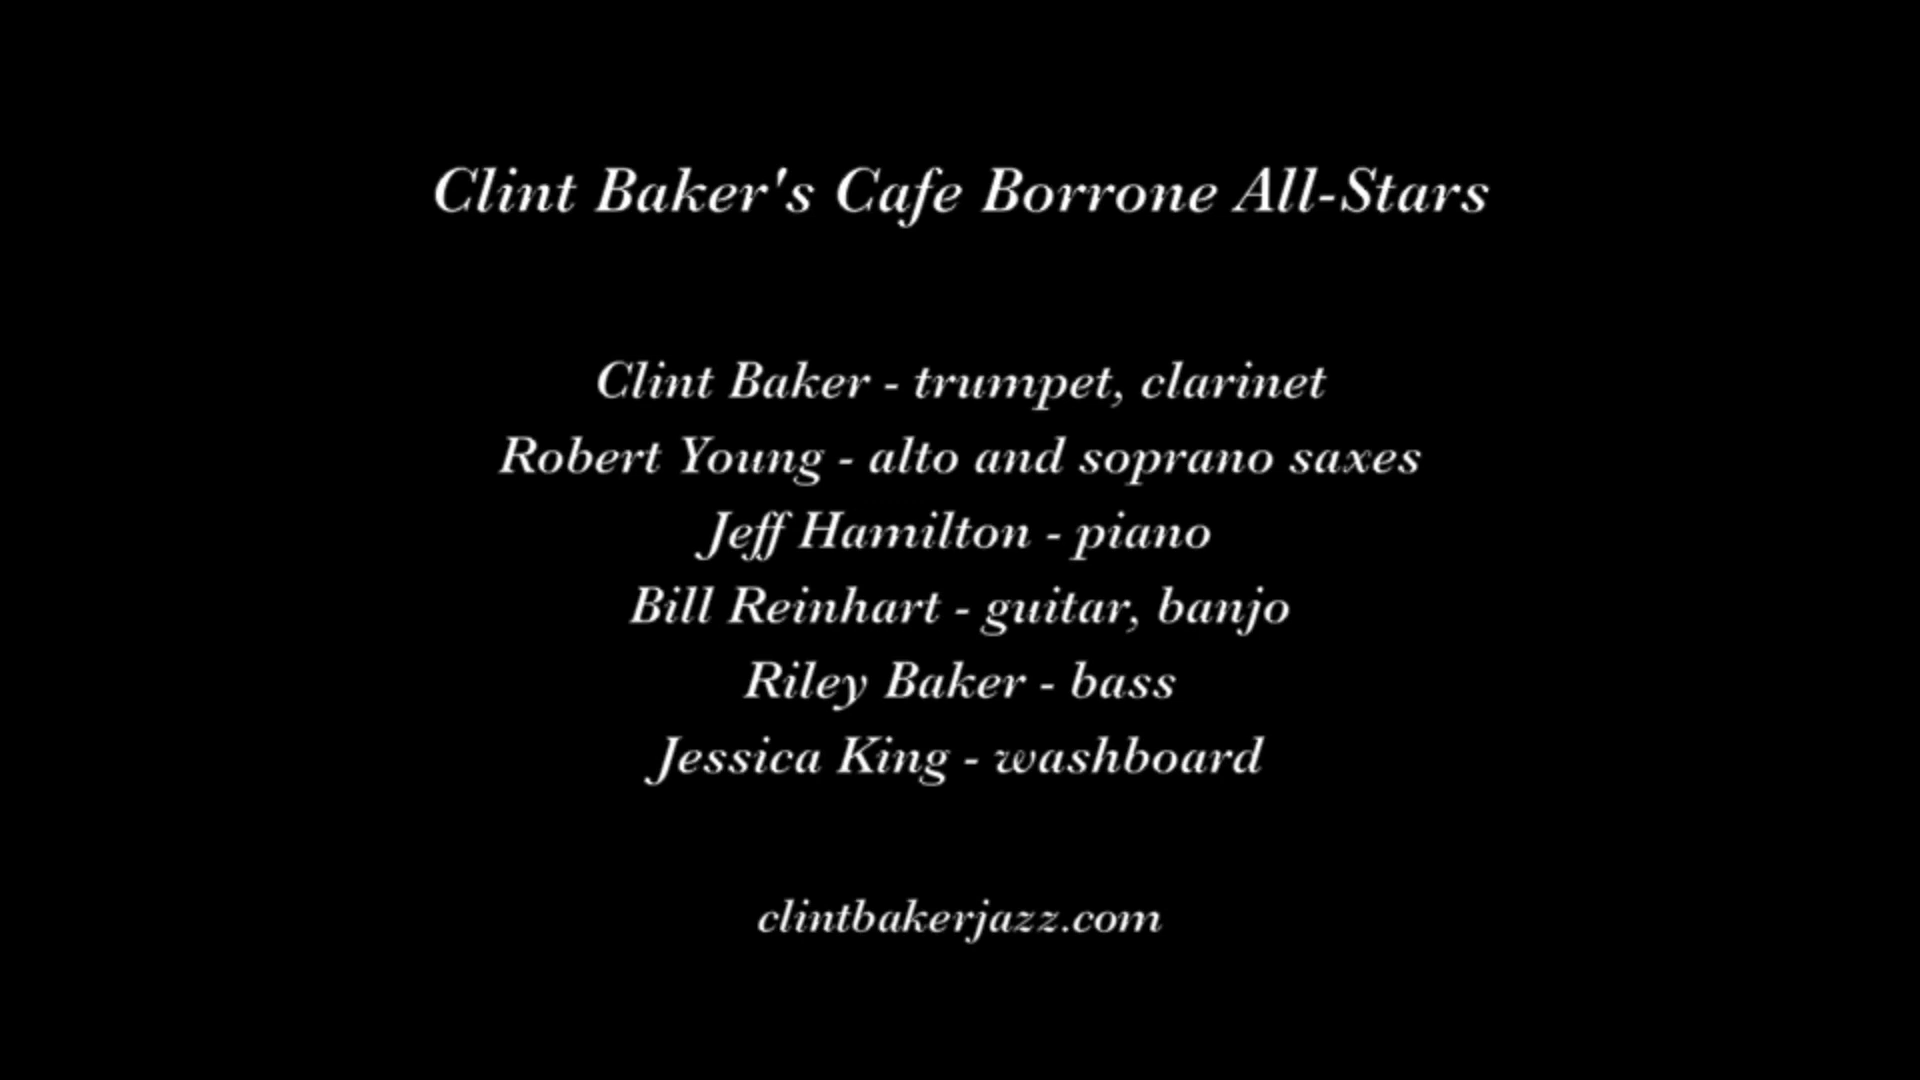 Clint Baker's Cafe Borrone All-Stars
Clint Baker - trumpet, clarinet
Robert Young - alto and soprano saxes
Jeff Hamilton - piano
Bill Reinhart - guitar, banjo
Riley Baker - bass
Jessica King - washboard
clintbakerjazz.com